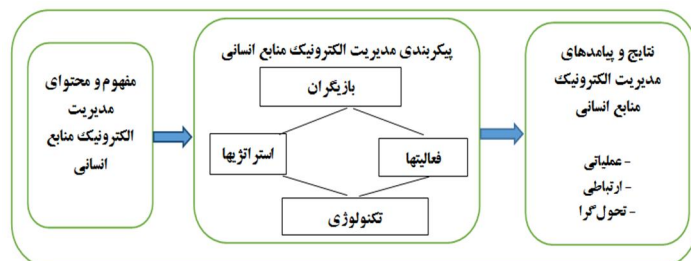 مفهوم و محتوای
مدیریت
الکترونیک منابع
انسانی
پیکربندی مدیریت الکترونیک منابع انسانی
بازیگران
استراتژیها
فعالیتها
تکنولوژی
نتایج و پیامدهای
مدیریت الکترونیک
منابع انسانی
- عملیاتی
- ارتباطی
- تحول‌گرا